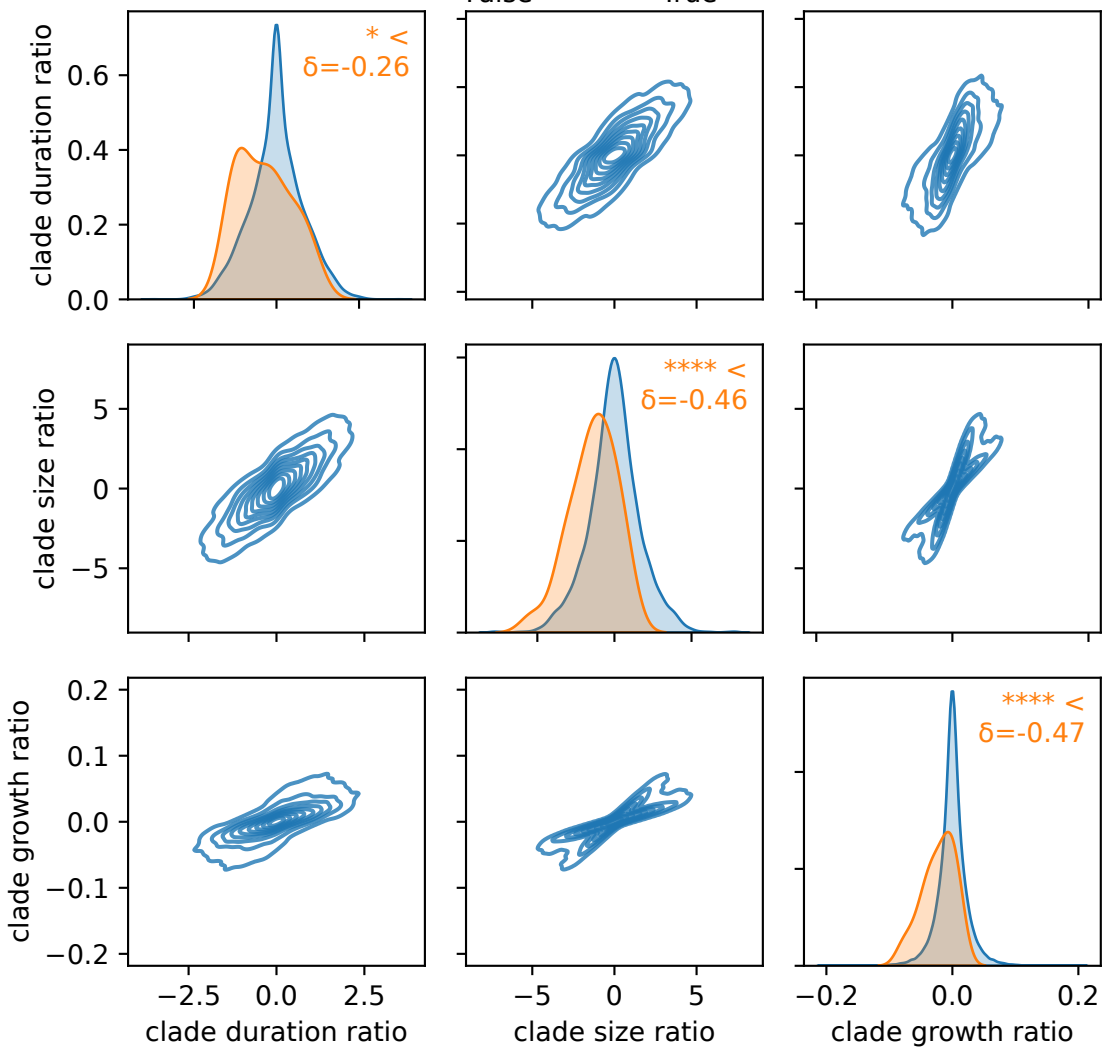 clade duration ratio
0.6
0.4
0.2
0.0
* <
δ=-0.26
clade size ratio
5
0
−5
**** <
δ=-0.46
clade growth ratio
0.2
0.1
0.0
−0.1
−0.2
**** <
δ=-0.47
−2.5 0.0 2.5
−5 0 5
−0.2 0.0 0.2
clade duration ratio
clade size ratio
clade growth ratio